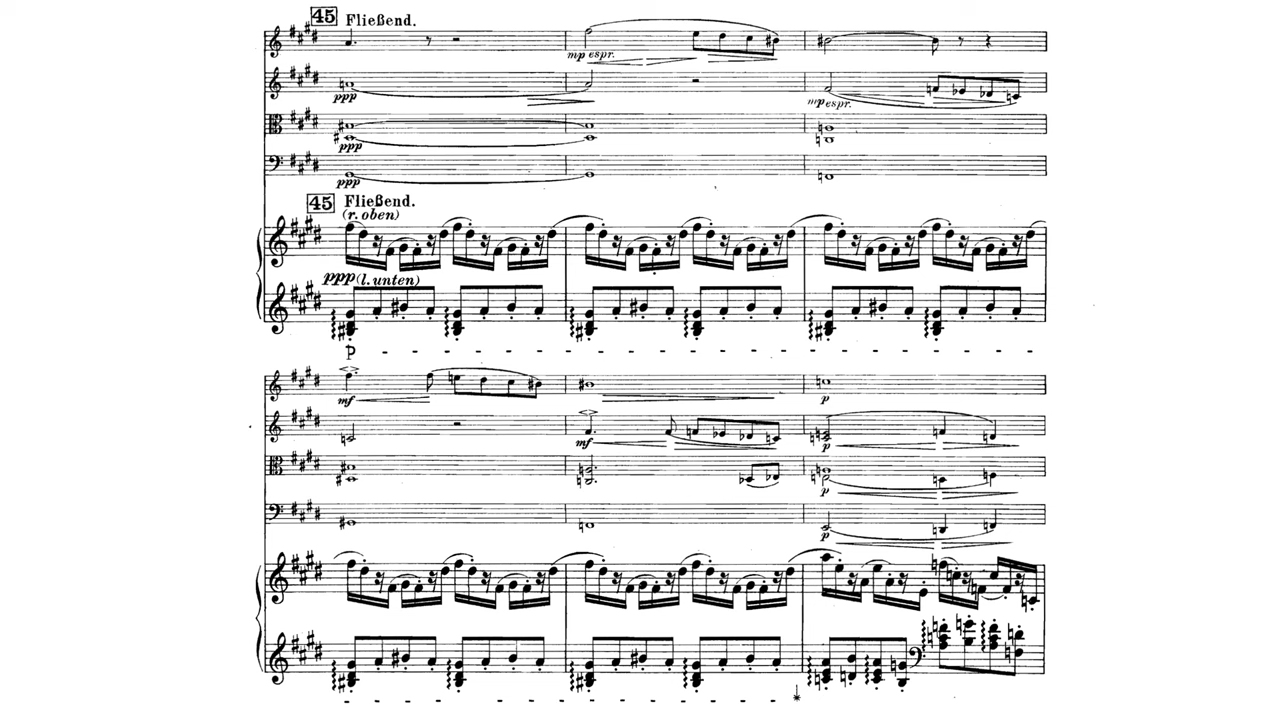 45 Fließend.
mp espr.
ppp
mp espr.
ppp
ppp
45 Fließend.
(r. oben)
ppp (l. unten)
P
mf
p
mf
p
p
p